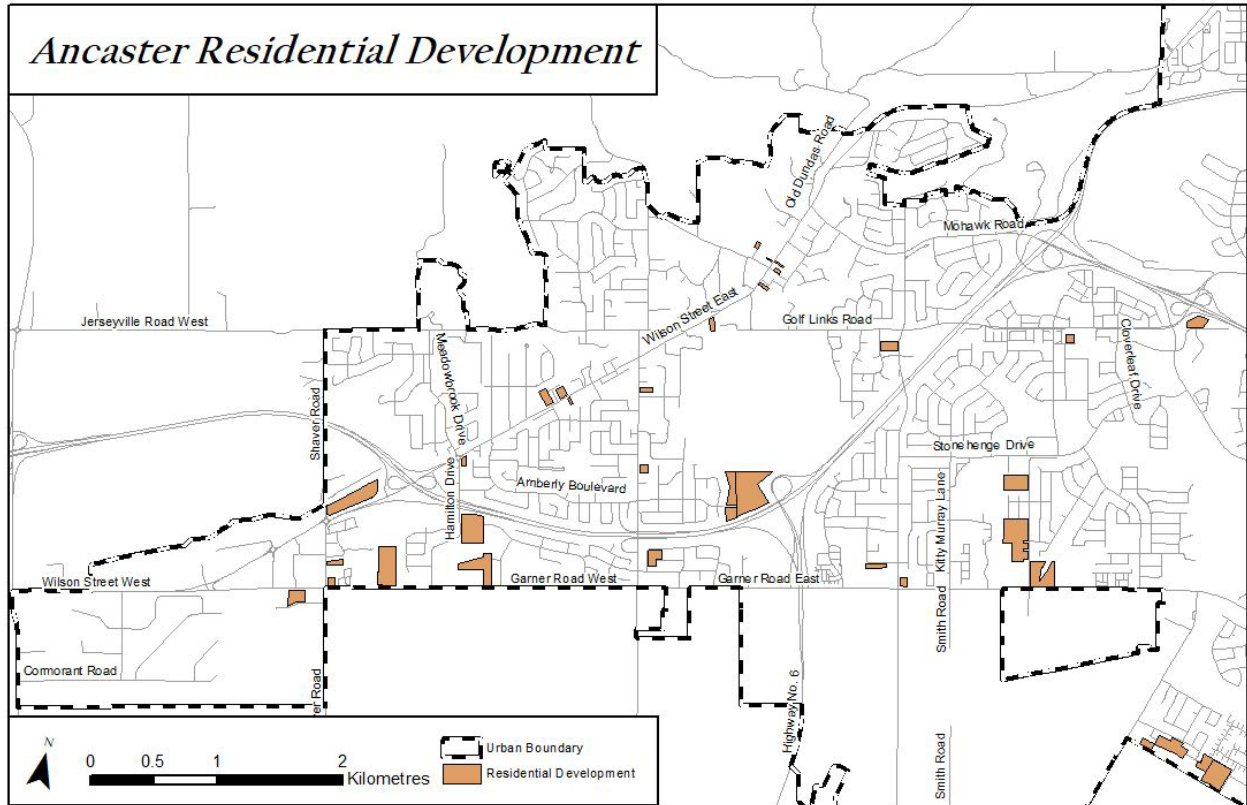 Ancaster Residential Development
Old Dundas Road
Mohawk Road
Wilson Street East
Jerseyville Road West
Golf Links Road
Meadowbrook Drive
Cloverleaf Drive
Shaver Road
Stonehenge Drive
Hamilton Drive
Amberly Boulevard
Kitty Murray Lane
Wilson Street West
Garner Road West
Garner Road East
Smith Road
Cormorant Road
er Road
Highway No. 6
Smith Road
N
0 0.5 1 2
Kilometres
Urban Boundary
Residential Development